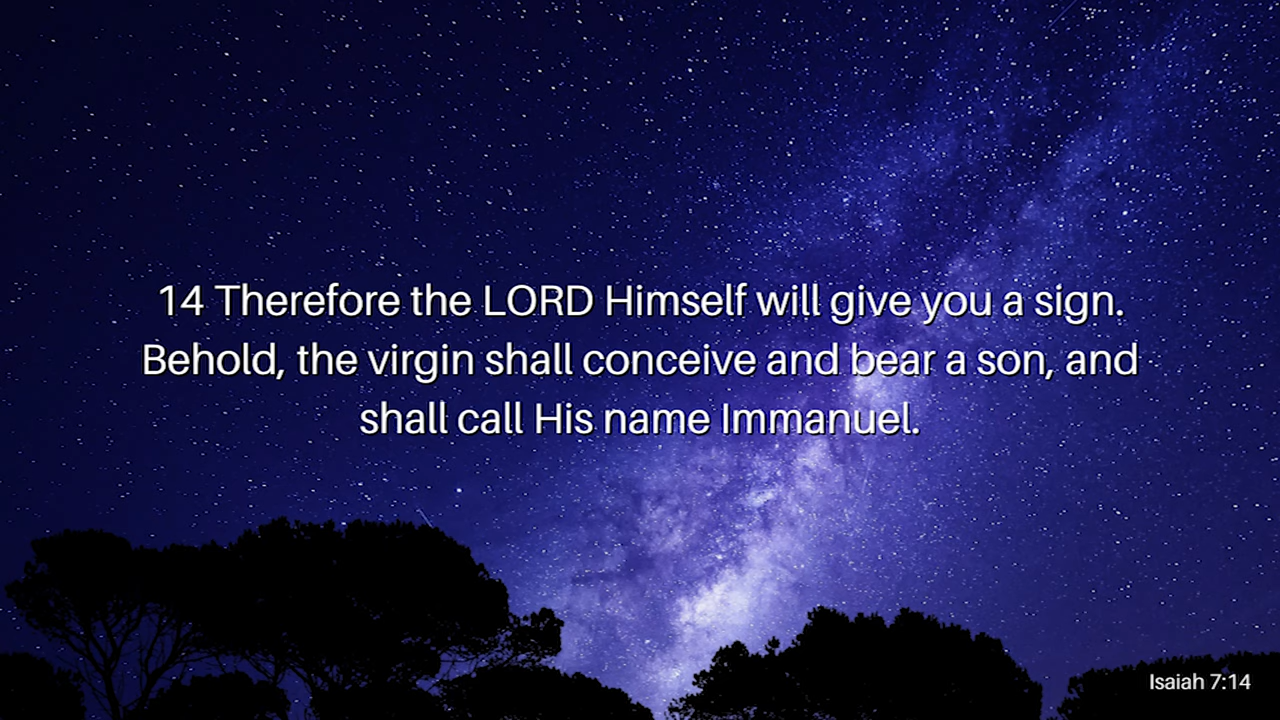 14 Therefore the LORD Himself will give you a sign.
Behold, the virgin shall conceive and bear a son, and
shall call His name Immanuel.
Isaiah 7:14